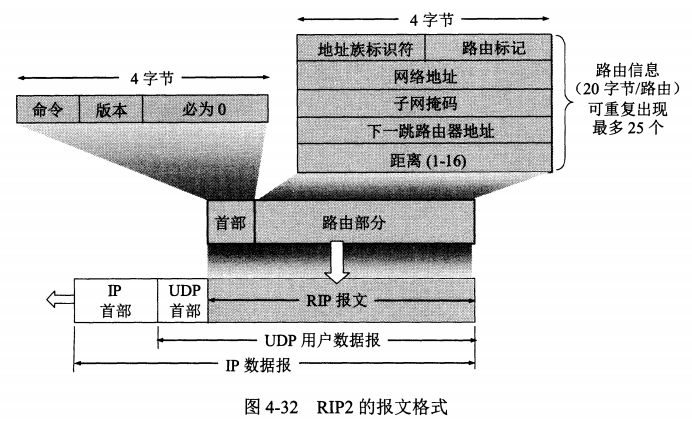 4 字节
地址族标识符 路由标记
网络地址
子网掩码
下一跳路由器地址
距离 (1-16)
路由信息
(20 字节/路由)
可重复出现
最多 25 个
4 字节
命令 版本 必为 0
首部 路由部分
IP
首部
UDP
首部
RIP 报文
UDP 用户数据报
IP 数据报
图 4-32 RIP2 的报文格式